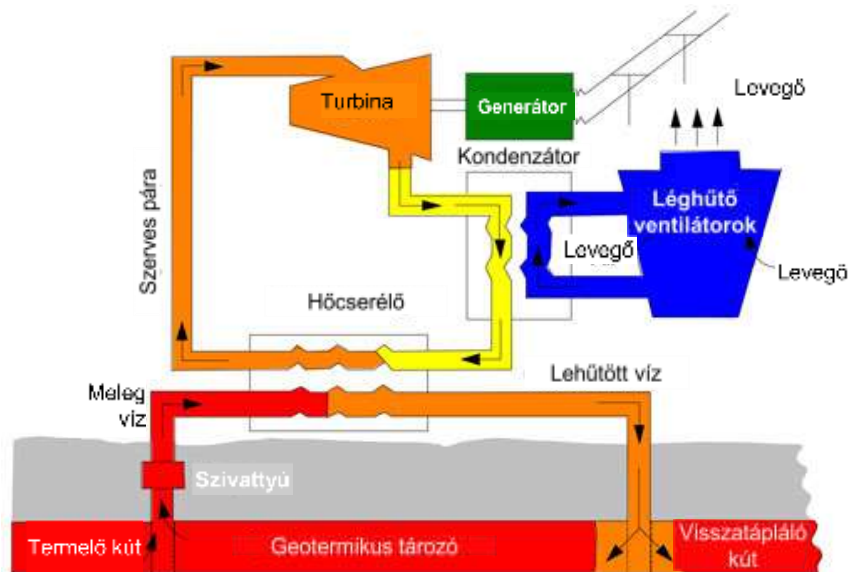 Turbina
Generátor
Levegő
Kondenzátor
Szerves pára
Léghűtő
ventilátorok
Levegő
Levegő
Hőcserélő
Lehűtött víz
Meleg
víz
Szivattyú
Termelő kút
Geotermikus tározó
Visszatápláló
kút